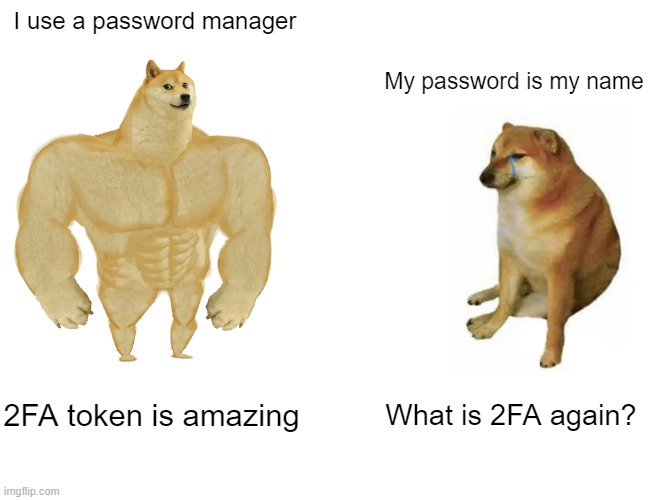 I use a password manager
My password is my name
2FA token is amazing
What is 2FA again?
imgflip.com